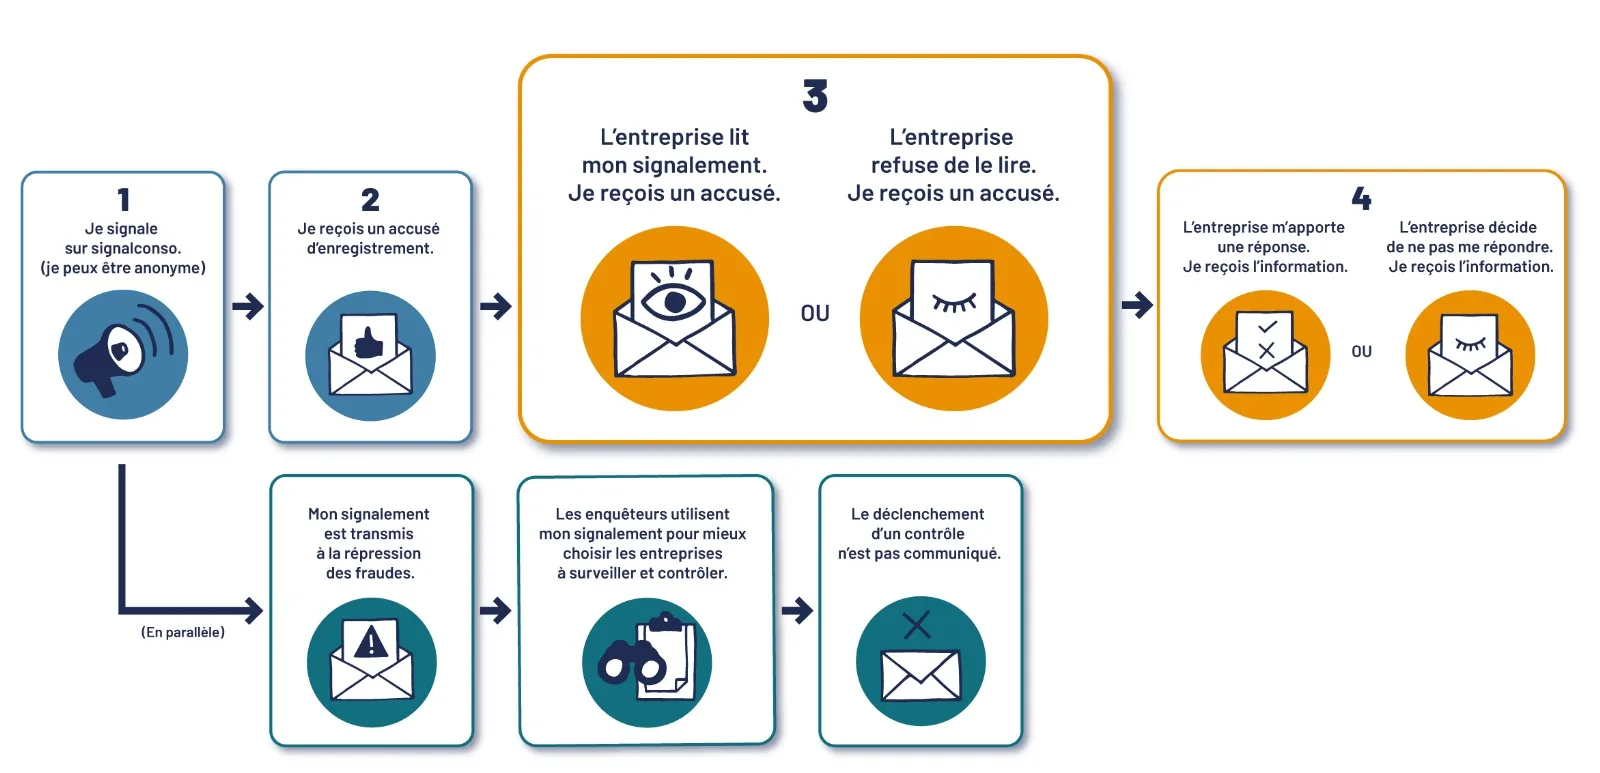 1
Je signale
sur signalconso.
(je peux être anonyme)
2
Je reçois un accusé
d'enregistrement.
3
L'entreprise lit
mon signalement.
Je reçois un accusé.
OU
L'entreprise
refuse de le lire.
Je reçois un accusé.
4
L'entreprise m'apporte
une réponse.
Je reçois l'information.
OU
L'entreprise décide
de ne pas me répondre.
Je reçois l'information.
(En parallèle)
Mon signalement
est transmis
à la répression
des fraudes.
Les enquêteurs utilisent
mon signalement pour mieux
choisir les entreprises
à surveiller et contrôler.
Le déclenchement
d'un contrôle
n'est pas communiqué.